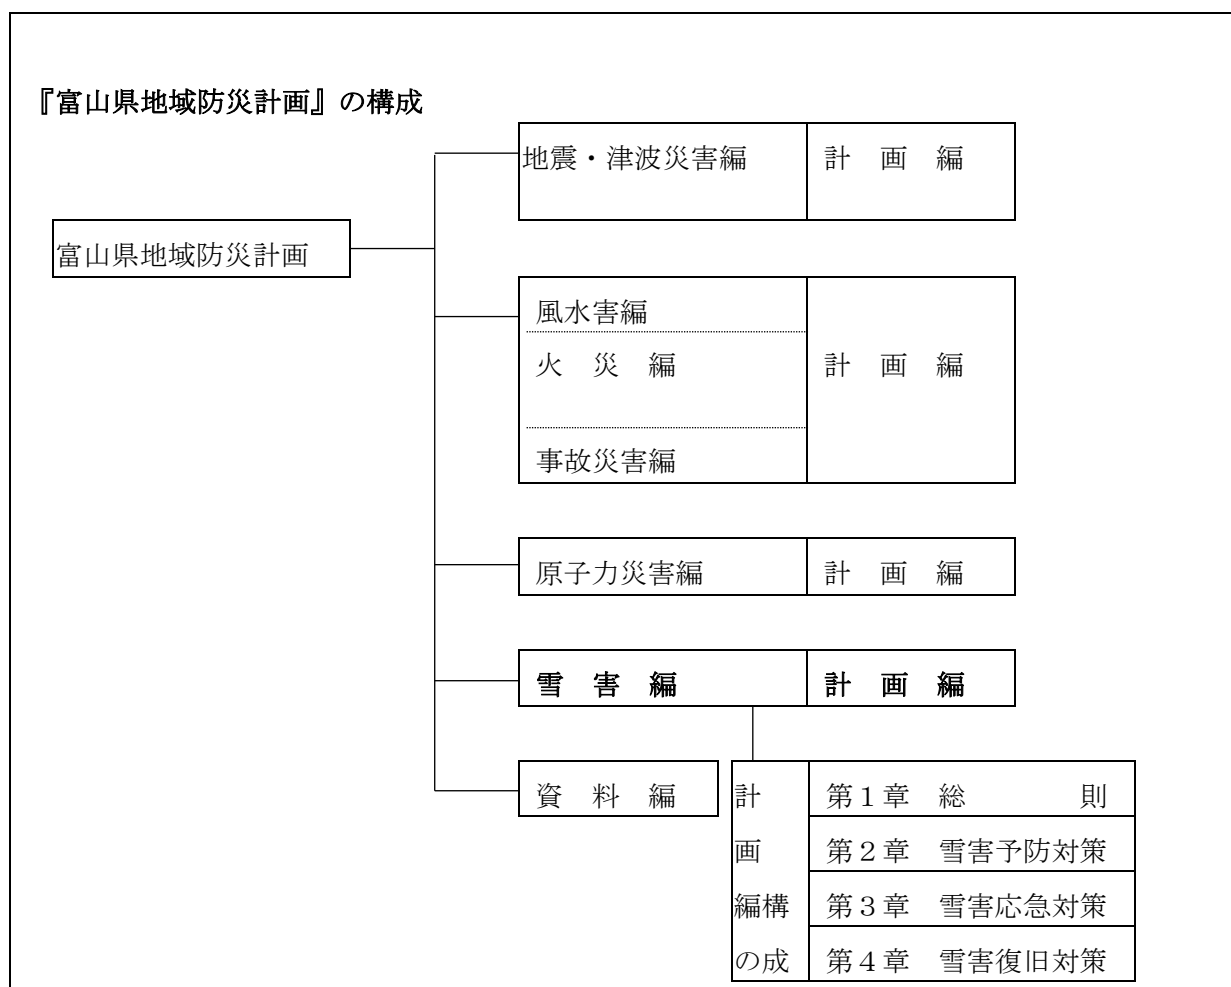 『富山県地域防災計画』の構成
地震・津波災害編　計　画　編
富山県地域防災計画
風水害編
火　災　編　計　画　編
事故災害編
原子力災害編　計　画　編
雪　害　編　計　画　編
資　料　編
計　第１章　総　　　　則
画　第２章　雪害予防対策
編構　第３章　雪害応急対策
の成　第４章　雪害復旧対策